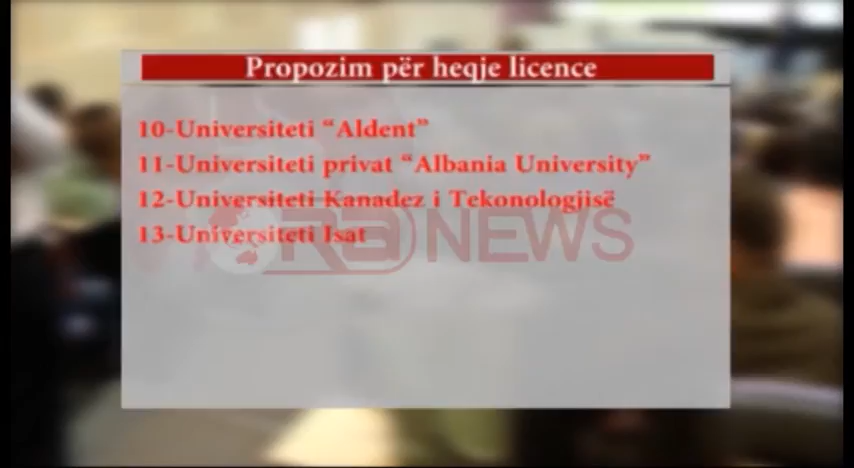 Propozim për heqje licence
10-Universiteti “Aldent”
11-Universiteti privat “Albania University”
12-Universiteti Kanadez i Tekonologjisë
13-Universiteti Isat
Ora NEWS